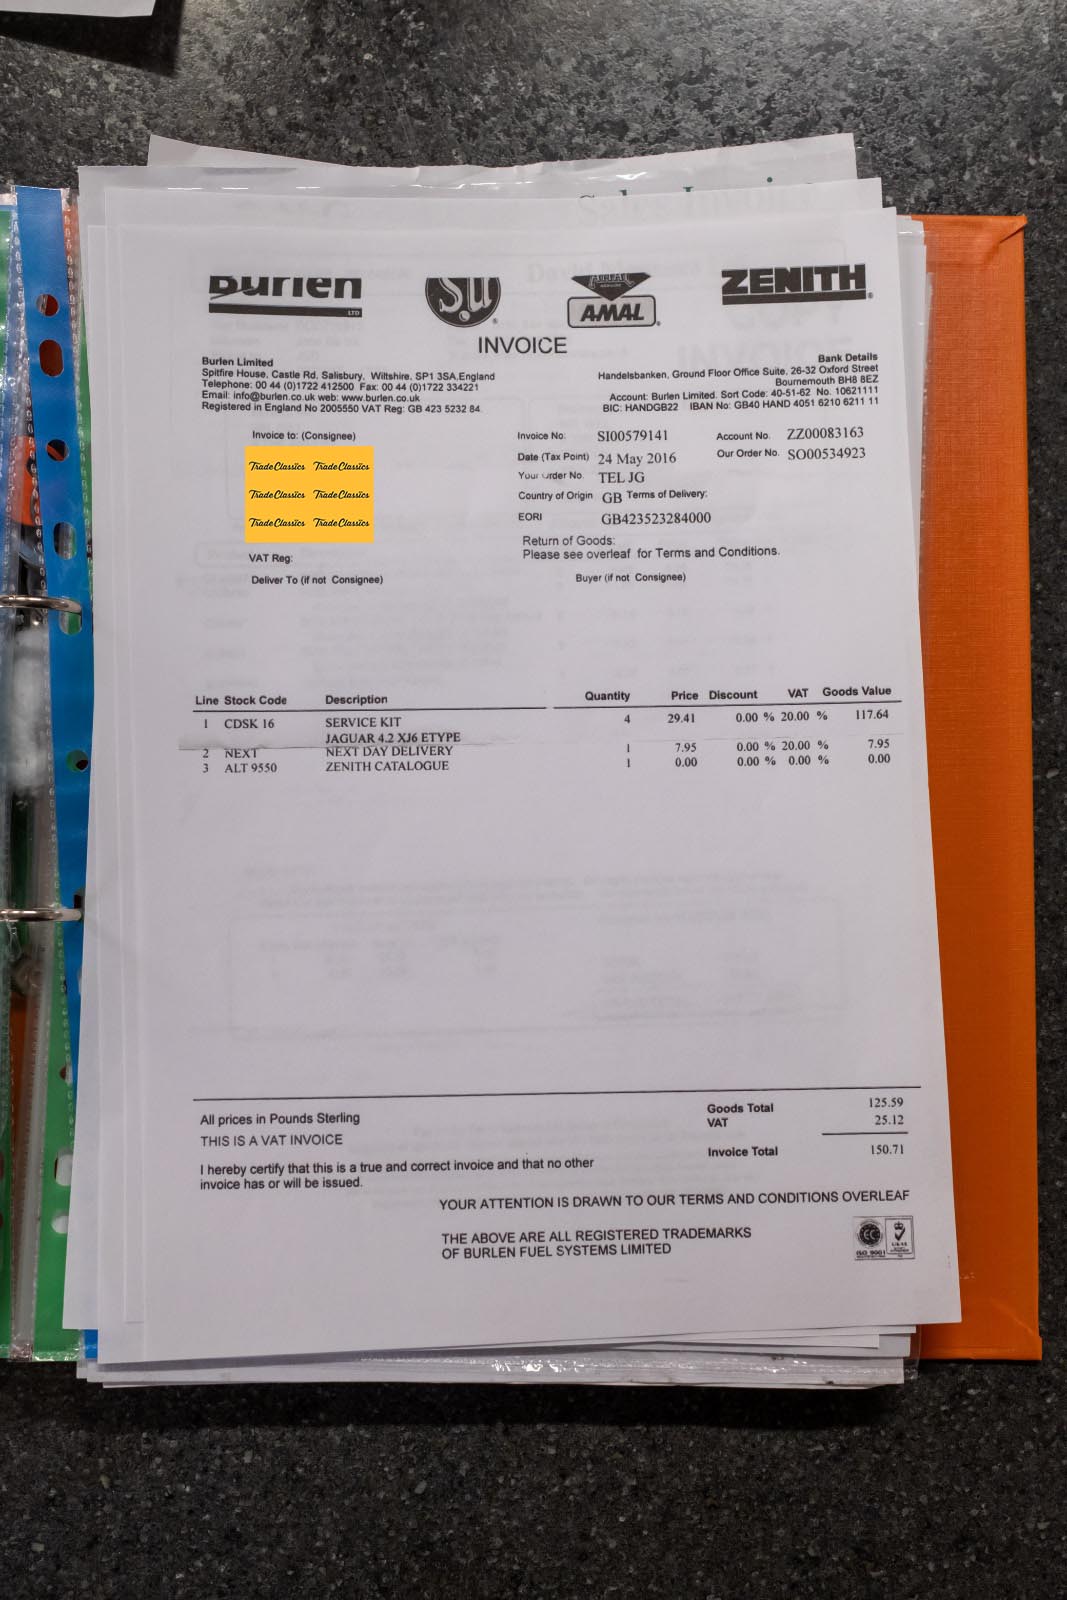 Sales Invoice
Burlen
LTD
SU
AMAL
ZENITH
INVOICE
Burlen Limited
Spitfire House, Castle Rd, Salisbury, Wiltshire, SP1 3SA,England
Telephone: 00 44 (0)1722 412500 Fax: 00 44 (0)1722 334221
Email: info@burlen.co.uk web: www.burlen.co.uk
Registered in England No 2005550 VAT Reg: GB 423 5232 84
Bank Details
Handelsbanken, Ground Floor Office Suite, 26-32 Oxford Street
Bournemouth BH8 8EZ
Account: Burlen Limited. Sort Code: 40-51-62 No. 10621111
BIC: HANDGB22 IBAN No: GB40 HAND 4051 6210 6211 11
Invoice to: (Consignee)
TradeClassics TradeClassics
TradeClassics TradeClassics
TradeClassics TradeClassics
VAT Reg:
Deliver To (if not Consignee)
Invoice No: SI00579141 Account No. ZZ00083163
Date (Tax Point) 24 May 2016 Our Order No. SO00534923
Your Order No. TEL JG
Country of Origin GB Terms of Delivery:
EORI GB423523284000
Return of Goods:
Please see overleaf for Terms and Conditions.
Buyer (if not Consignee)
Line Stock Code Description Quantity Price Discount VAT Goods Value
1 CDSK 16 SERVICE KIT 4 29.41 0.00 % 20.00 % 117.64
JAGUAR 4.2 XJ6 ETYPE
2 NEXT NEXT DAY DELIVERY 1 7.95 0.00 % 20.00 % 7.95
3 ALT 9550 ZENITH CATALOGUE 1 0.00 0.00 % 0.00 % 0.00
All prices in Pounds Sterling
THIS IS A VAT INVOICE
I hereby certify that this is a true and correct invoice and that no other
invoice has or will be issued.
Goods Total 125.59
VAT 25.12
Invoice Total 150.71
YOUR ATTENTION IS DRAWN TO OUR TERMS AND CONDITIONS OVERLEAF
THE ABOVE ARE ALL REGISTERED TRADEMARKS
OF BURLEN FUEL SYSTEMS LIMITED
ISO 9001